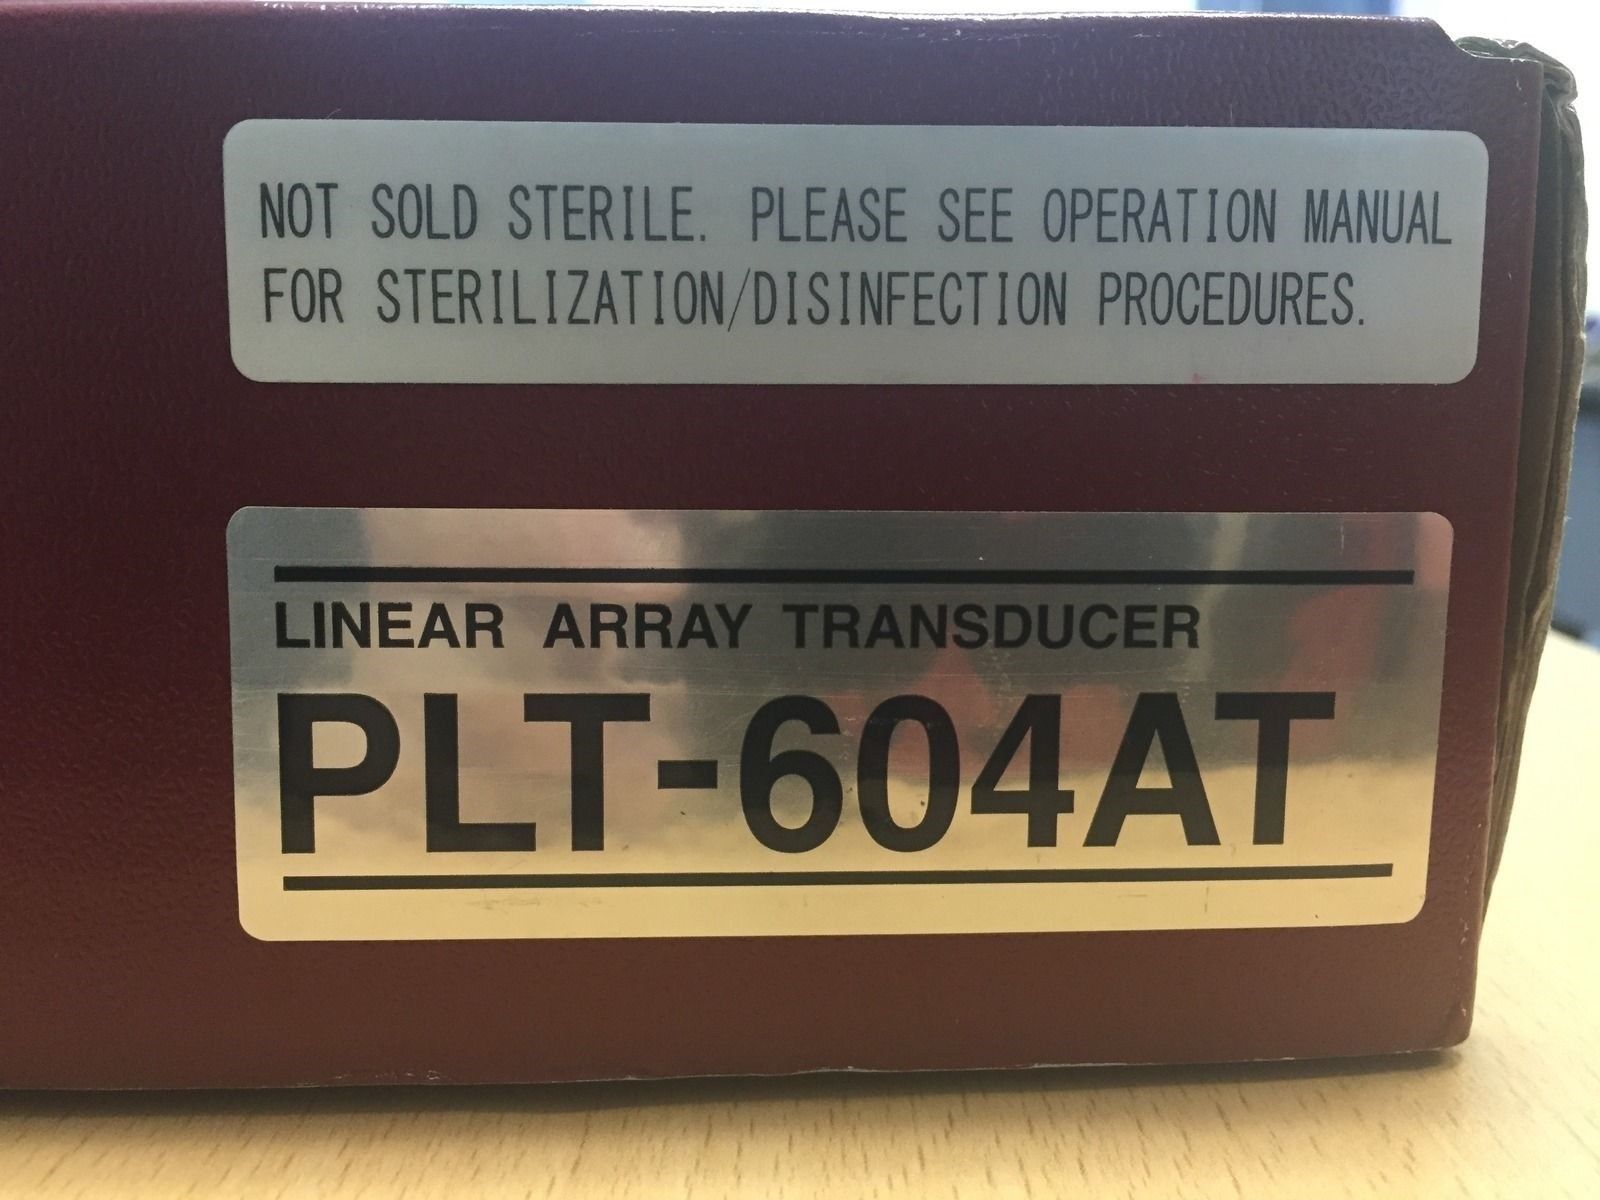 NOT SOLD STERILE. PLEASE SEE OPERATION MANUAL
FOR STERILIZATION/DISINFECTION PROCEDURES.
LINEAR ARRAY TRANSDUCER
PLT-604AT